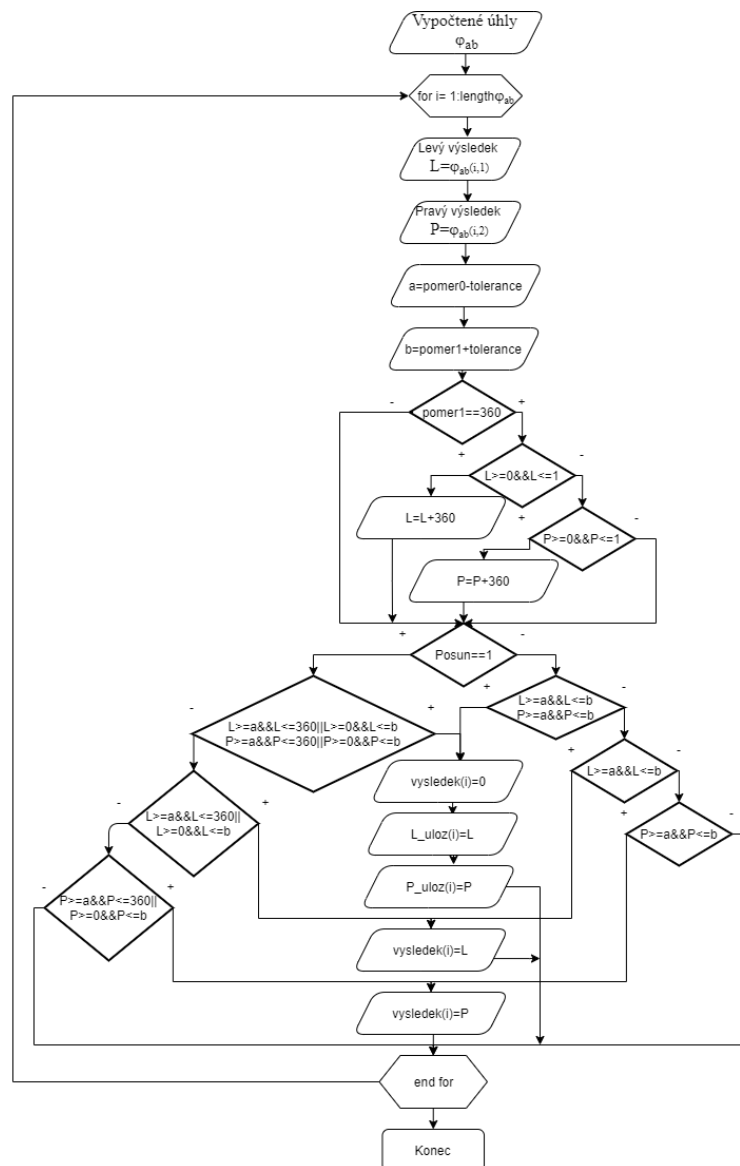 Vypočtené úhly
φab
for i= 1:lengthφab
Levý výsledek
L=φab(i,1)
Pravý výsledek
P=φab(i,2)
a=pomer0-tolerance
b=pomer1+tolerance
-
+
pomer1==360
+
-
L>=0&&L<=1
L=L+360
+
-
P>=0&&P<=1
P=P+360
+
-
Posun==1
-
+
L>=a&&L<=360||L>=0&&L<=b
P>=a&&P<=360||P>=0&&P<=b
+
-
L>=a&&L<=b
P>=a&&P<=b
vysledek(i)=0
+
-
L>=a&&L<=b
-
+
L>=a&&L<=360||
L>=0&&L<=b
L_uloz(i)=L
+
-
P>=a&&P<=b
P_uloz(i)=P
-
+
P>=a&&P<=360||
P>=0&&P<=b
vysledek(i)=L
vysledek(i)=P
end for
Konec